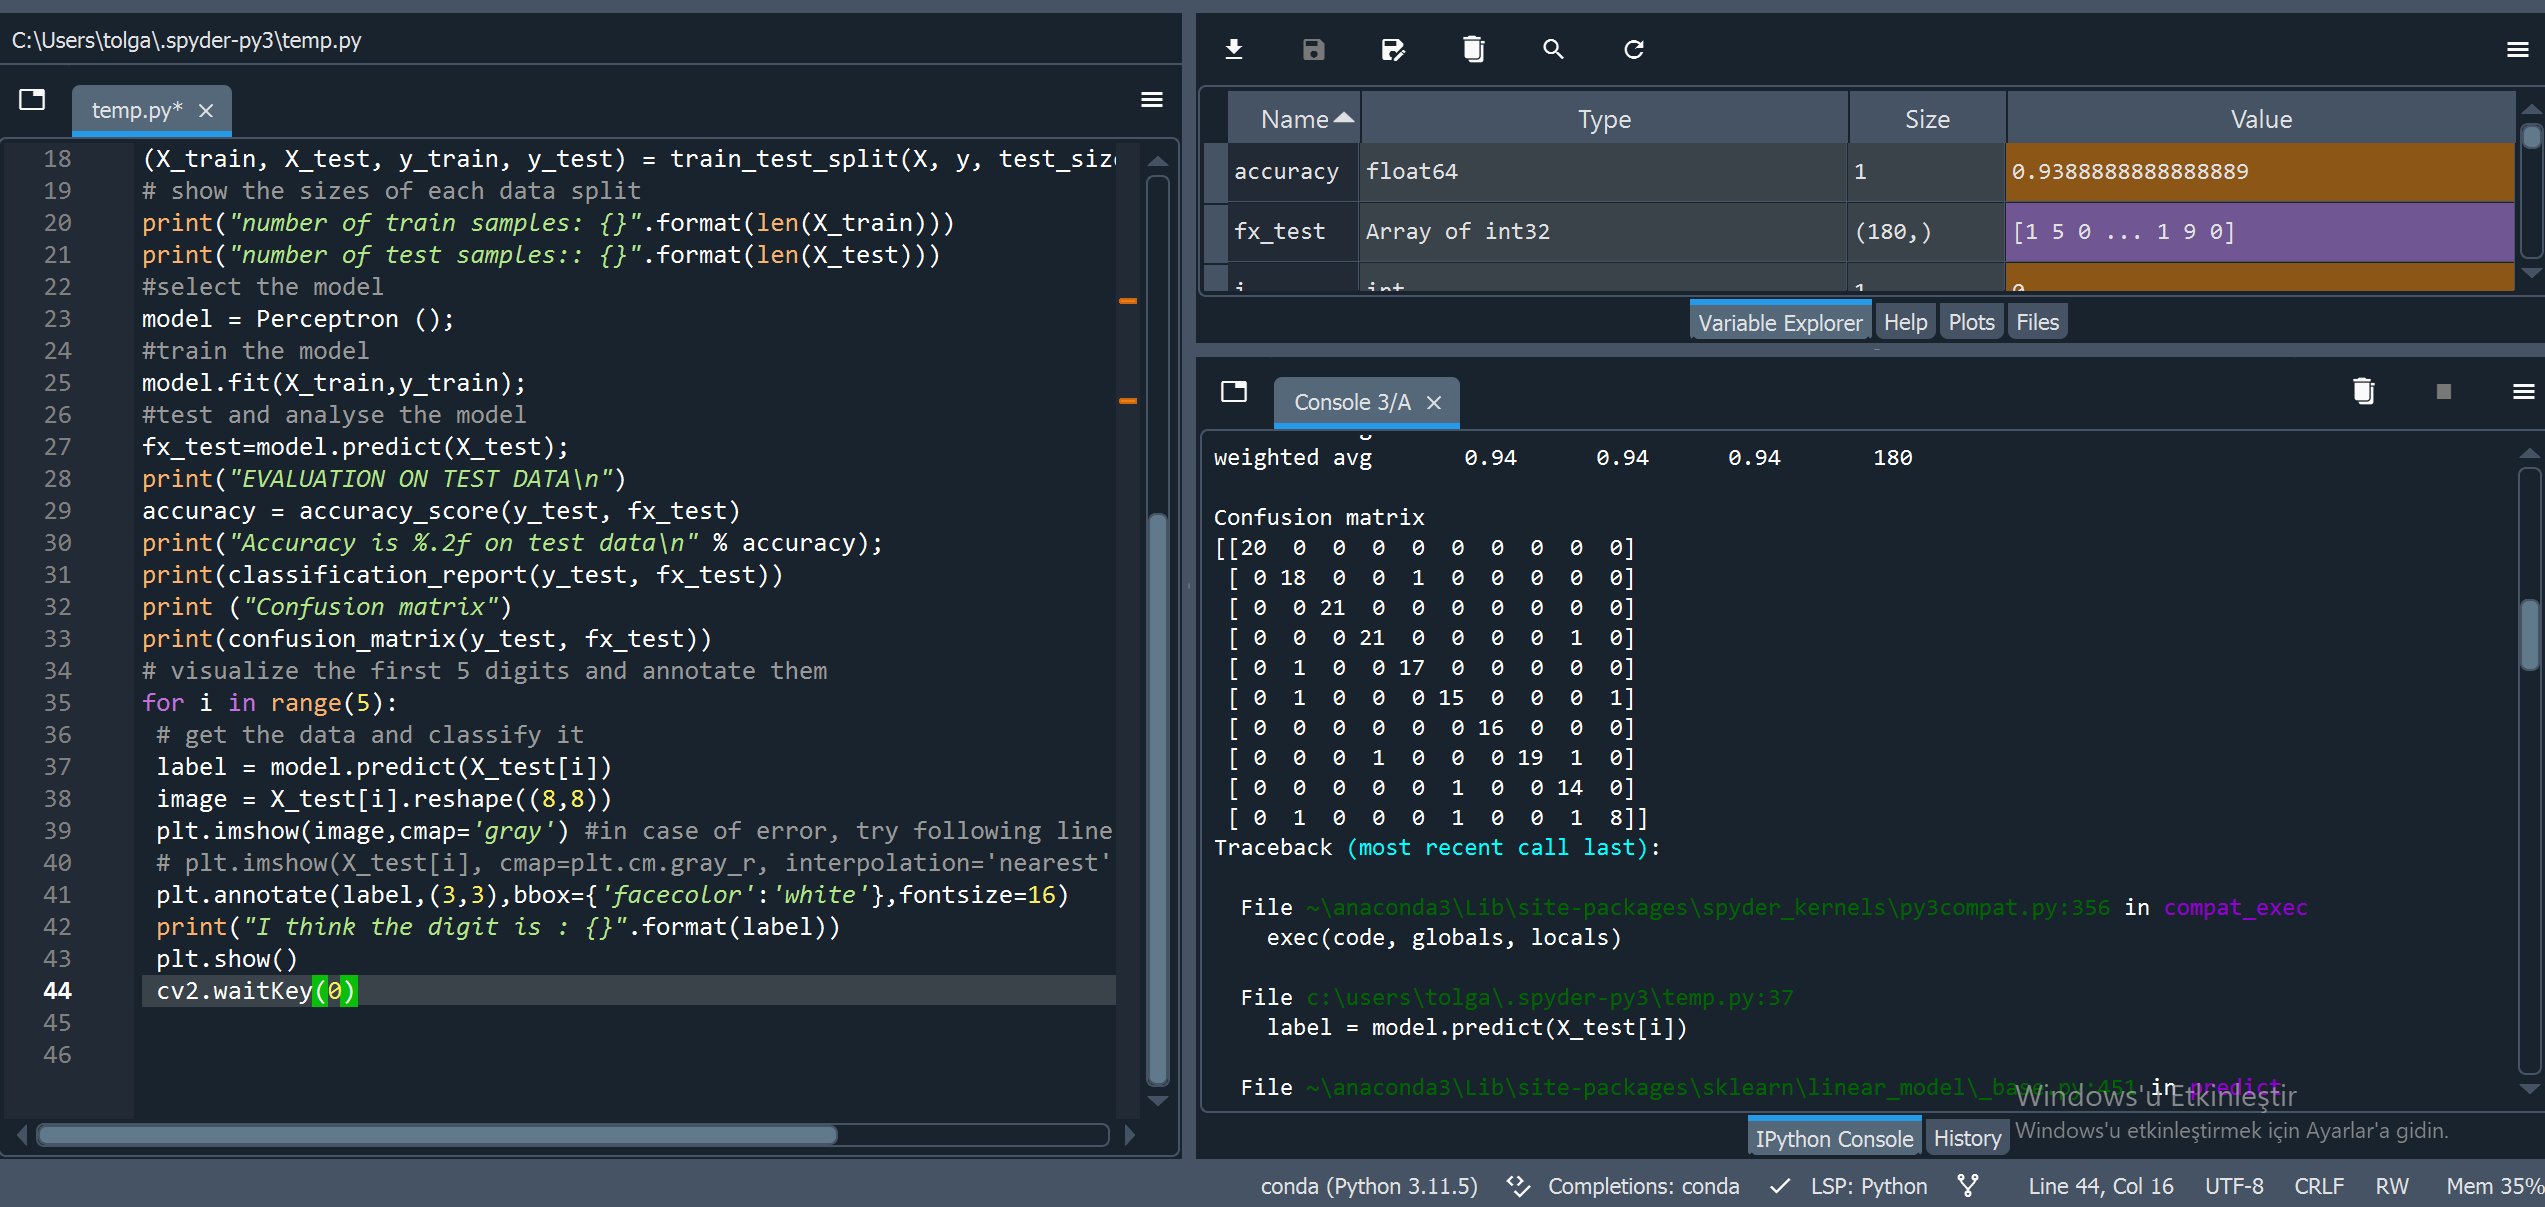 C:\Users\tolga\.spyder-py3\temp.py
temp.py*
18 (X_train, X_test, y_train, y_test) = train_test_split(X, y, test_siz
19 # show the sizes of each data split
20 print("number of train samples: {}".format(len(X_train)))
21 print("number of test samples:: {}".format(len(X_test)))
22 #select the model
23 model = Perceptron ();
24 #train the model
25 model.fit(X_train,y_train);
26 #test and analyse the model
27 fx_test=model.predict(X_test);
28 print("EVALUATION ON TEST DATA\n")
29 accuracy = accuracy_score(y_test, fx_test)
30 print("Accuracy is %.2f on test data\n" % accuracy);
31 print(classification_report(y_test, fx_test))
32 print ("Confusion matrix")
33 print(confusion_matrix(y_test, fx_test))
34 # visualize the first 5 digits and annotate them
35 for i in range(5):
36 # get the data and classify it
37 label = model.predict(X_test[i])
38 image = X_test[i].reshape((8,8))
39 plt.imshow(image,cmap='gray') #in case of error, try following line
40 # plt.imshow(X_test[i], cmap=plt.cm.gray_r, interpolation='nearest'
41 plt.annotate(label,(3,3),bbox={'facecolor':'white'},fontsize=16)
42 print("I think the digit is : {}".format(label))
43 plt.show()
44 cv2.waitKey(0)
45
46
Name Type Size Value
accuracy float64 1 0.9388888888888889
fx_test Array of int32 (180,) [1 5 0 ... 1 9 0]
i int 1 0
Variable Explorer Help Plots Files
Console 3/A
weighted avg 0.94 0.94 0.94 180
Confusion matrix
[[20 0 0 0 0 0 0 0 0 0]
[ 0 18 0 0 1 0 0 0 0 0]
[ 0 0 21 0 0 0 0 0 0 0]
[ 0 0 0 21 0 0 0 0 1 0]
[ 0 1 0 0 17 0 0 0 0 0]
[ 0 1 0 0 0 15 0 0 0 1]
[ 0 0 0 0 0 0 16 0 0 0]
[ 0 0 0 1 0 0 0 19 1 0]
[ 0 0 0 0 0 1 0 0 14 0]
[ 0 1 0 0 0 1 0 0 1 8]]
Traceback (most recent call last):
File ~\anaconda3\Lib\site-packages\spyder_kernels\py3compat.py:356 in compat_exec
exec(code, globals, locals)
File c:\users\tolga\.spyder-py3\temp.py:37
label = model.predict(X_test[i])
File ~\anaconda3\Lib\site-packages\sklearn\linear_model\_base.py:451 in predict
Windows'u Etkinleştir
Windows'u etkinleştirmek için Ayarlar'a gidin.
IPython Console History
conda (Python 3.11.5) Completions: conda LSP: Python Line 44, Col 16 UTF-8 CRLF RW Mem 35%